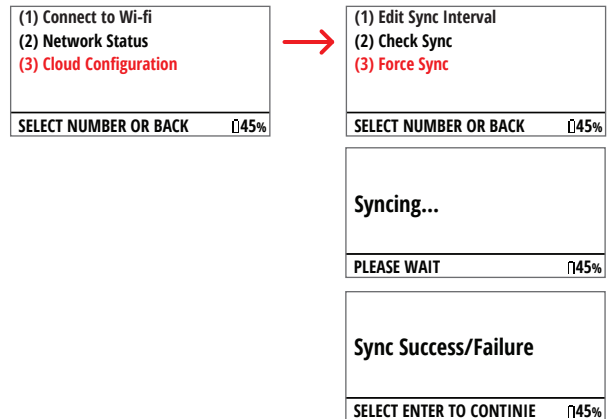 (1) Connect to Wi-fi
(2) Network Status
(3) Cloud Configuration
SELECT NUMBER OR BACK 45%
(1) Edit Sync Interval
(2) Check Sync
(3) Force Sync
SELECT NUMBER OR BACK 45%
Syncing...
PLEASE WAIT 45%
Sync Success/Failure
SELECT ENTER TO CONTINIE 45%